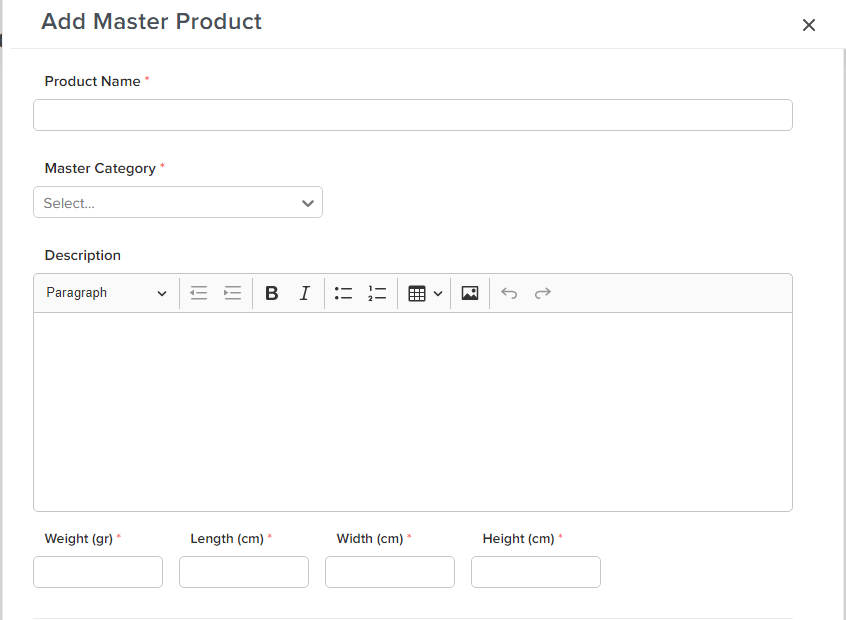 Add Master Product
Product Name *
Master Category *
Select...
Description
Paragraph
B I
Weight (gr) * Length (cm) * Width (cm) * Height (cm) *